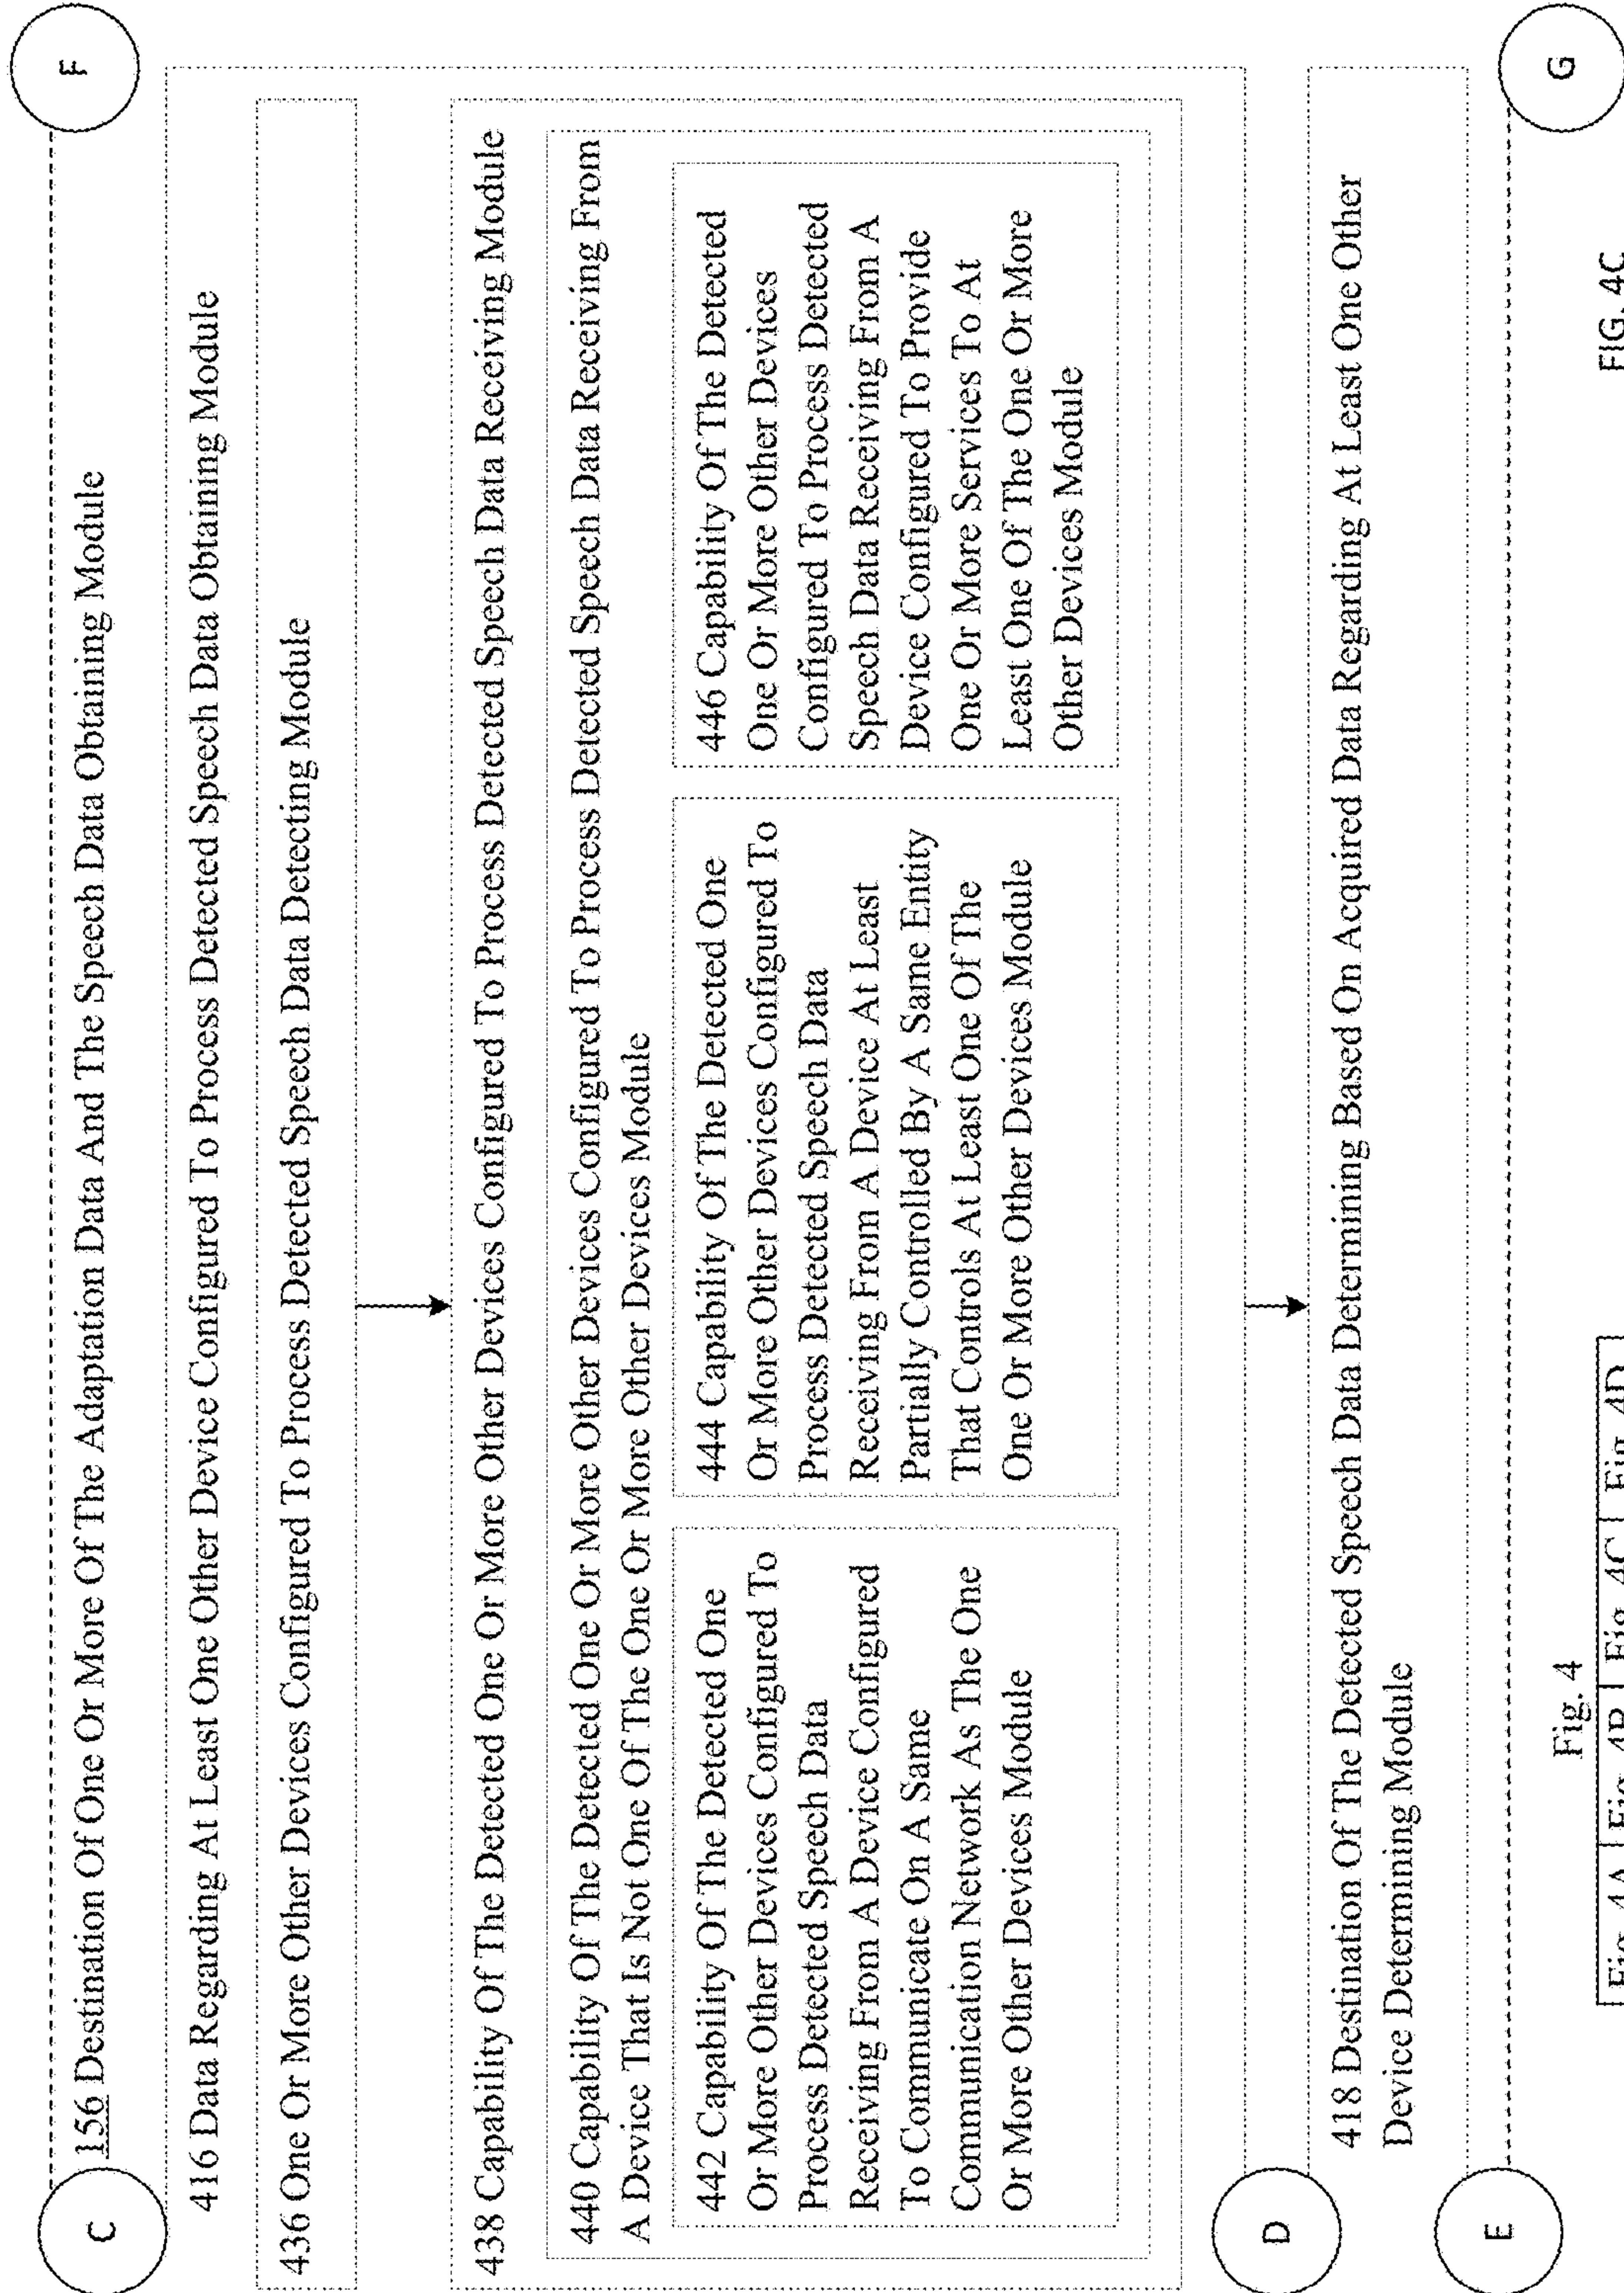 C
F
156 Destination Of One Or More Of The Adaptation Data And The Speech Data Obtaining Module
416 Data Regarding At Least One Other Device Configured To Process Detected Speech Data Obtaining Module
436 One Or More Other Devices Configured To Process Detected Speech Data Detecting Module
438 Capability Of The Detected One Or More Other Devices Configured To Process Detected Speech Data Receiving Module
440 Capability Of The Detected One Or More Other Devices Configured To Process Detected Speech Data Receiving From
A Device That Is Not One Of The One Or More Other Devices Module
442 Capability Of The Detected One
Or More Other Devices Configured To
Process Detected Speech Data
Receiving From A Device Configured
To Communicate On A Same
Communication Network As The One
Or More Other Devices Module
444 Capability Of The Detected One
Or More Other Devices Configured To
Process Detected Speech Data
Receiving From A Device At Least
Partially Controlled By A Same Entity
That Controls At Least One Of The
One Or More Other Devices Module
446 Capability Of The Detected
One Or More Other Devices
Configured To Process Detected
Speech Data Receiving From A
Device Configured To Provide
One Or More Services To At
Least One Of The One Or More
Other Devices Module
D
418 Destination Of The Detected Speech Data Determining Based On Acquired Data Regarding At Least One Other
Device Determining Module
E
G
Fig. 4
Fig. 4A Fig. 4B Fig. 4C Fig. 4D
FIG. 4C